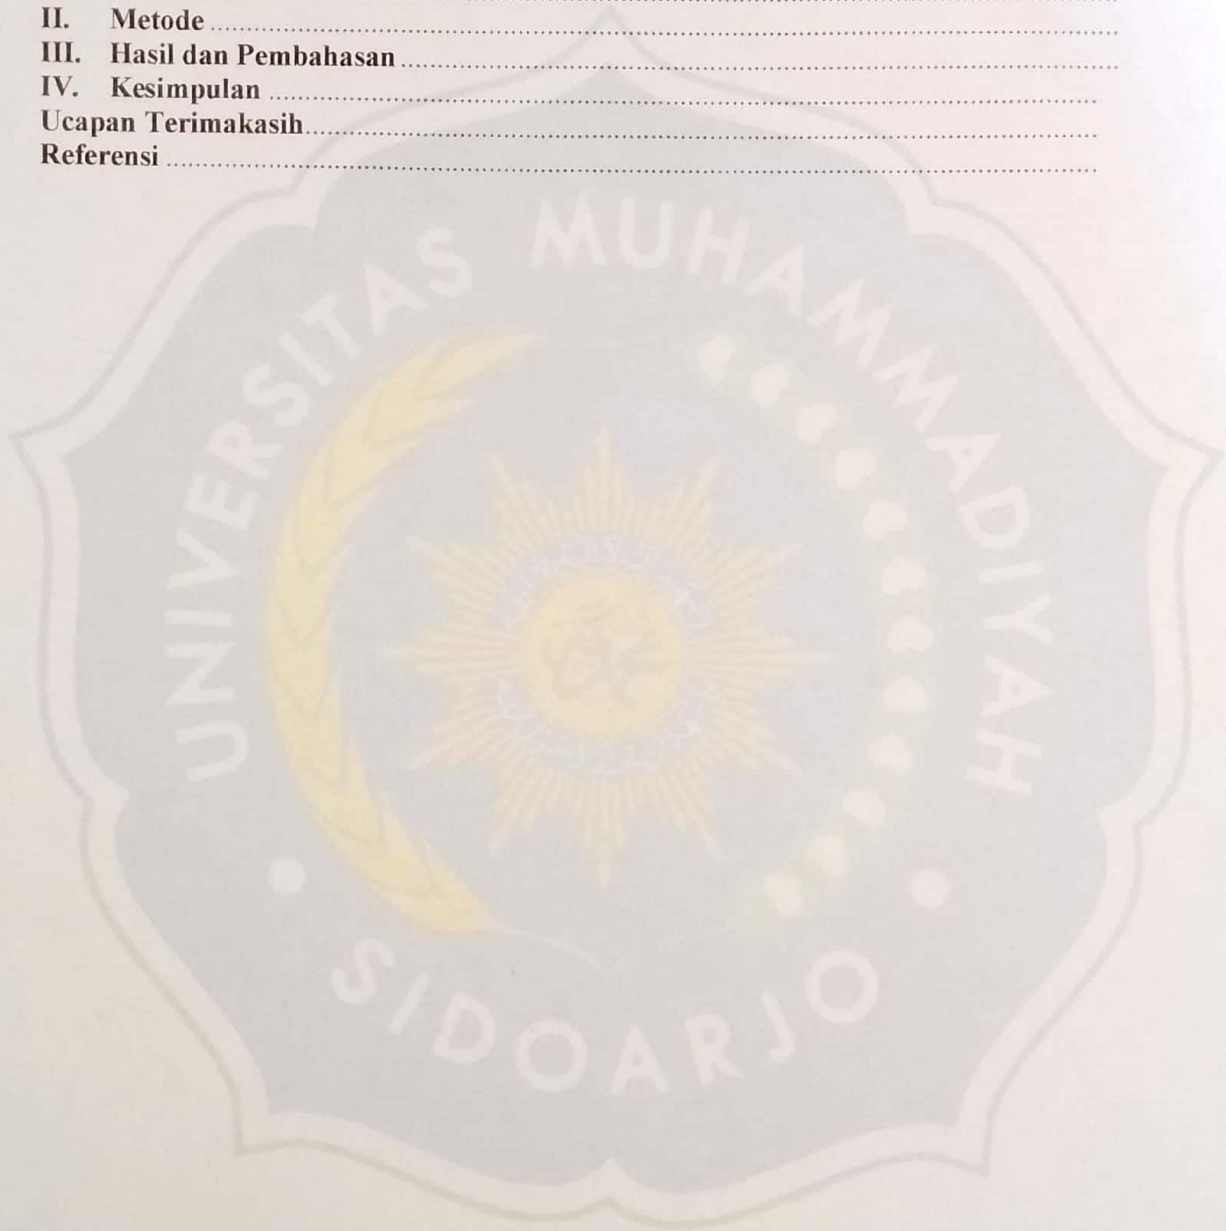 II. Metode
III. Hasil dan Pembahasan
IV. Kesimpulan
Ucapan Terimakasih
Referensi
UNIVERSITAS MUHAMMADIYAH
SIDOARJO